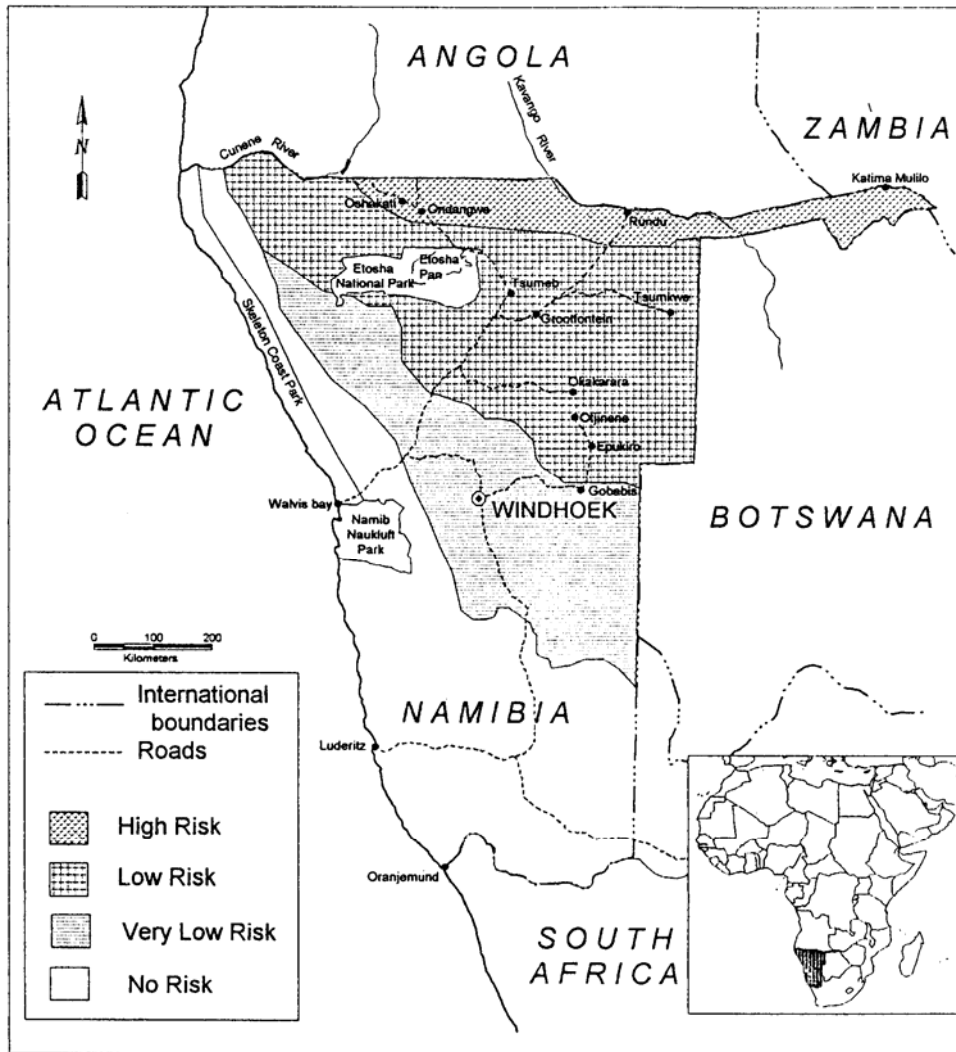 ANGOLA
Kavango
River
ZAMBIA
N
Cunene River
Katima Mulilo
Oshakati
Ondangwa
Rundu
Etosha
National Park
Etosha
Pan
Tsumeb
Tsumkwe
Grootfontein
Skeleton Coast Park
ATLANTIC
OCEAN
Okakarara
Otjinene
Epukiro
Gobabis
Walvis bay
WINDHOEK
BOTSWANA
Namib
Naukluft
Park
0 100 200
Kilometers
International
boundaries
Roads
NAMIBIA
Luderitz
High Risk
Low Risk
Oranjemund
Very Low Risk
SOUTH
AFRICA
No Risk